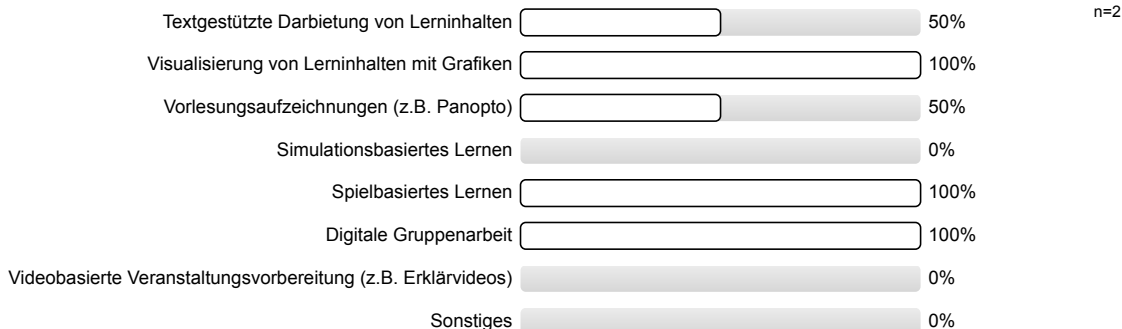 Textgestützte Darbietung von Lerninhalten 50% n=2
Visualisierung von Lerninhalten mit Grafiken 100%
Vorlesungsaufzeichnungen (z.B. Panopto) 50%
Simulationsbasiertes Lernen 0%
Spielbasiertes Lernen 100%
Digitale Gruppenarbeit 100%
Videobasierte Veranstaltungsvorbereitung (z.B. Erklärvideos) 0%
Sonstiges 0%